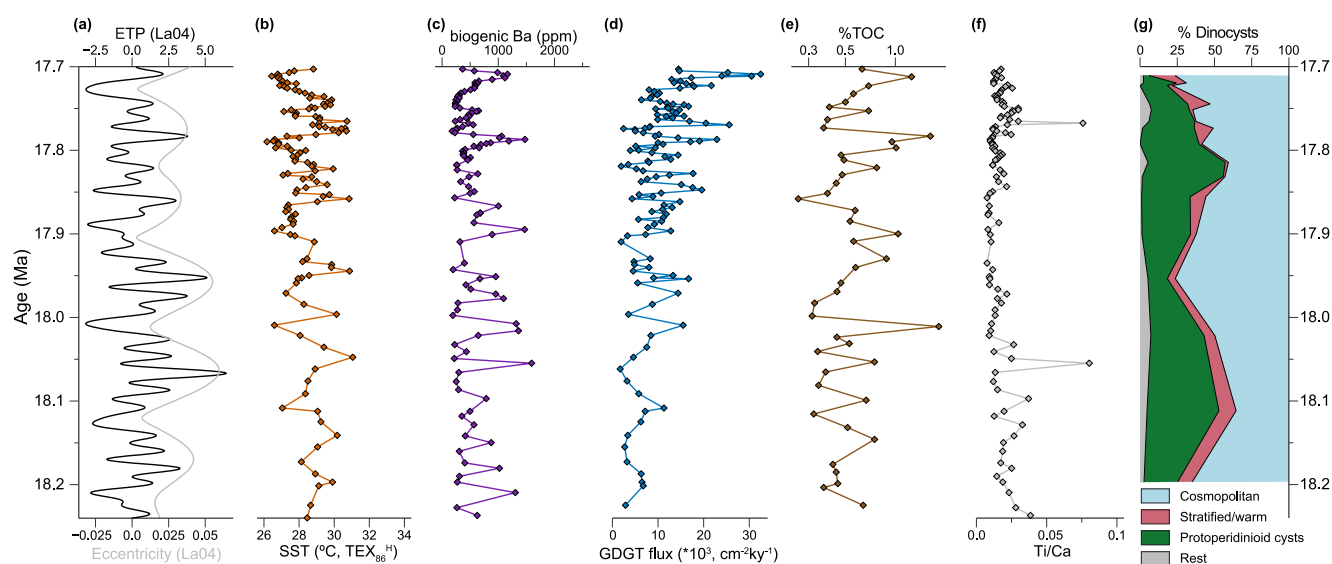 (a)
ETP (La04)
−2.5 0.0 2.5 5.0
(b)
(c)
biogenic Ba (ppm)
0 1000 2000
(d)
(e)
%TOC
0.3 0.5 1.0
(f)
(g)
% Dinocysts
0 25 50 75 100
Age (Ma)
17.7
17.8
17.9
18.0
18.1
18.2
17.7
17.8
17.9
18.0
18.1
18.2
−0.025 0 0.025 0.05
Eccentricity (La04)
26 28 30 32 34
SST (ºC, TEX₈₆ᴴ)
0 10 20 30
GDGT flux (*10³, cm⁻²ky⁻¹)
0 0.05 0.1
Ti/Ca
Cosmopolitan
Stratified/warm
Protoperidinioid cysts
Rest